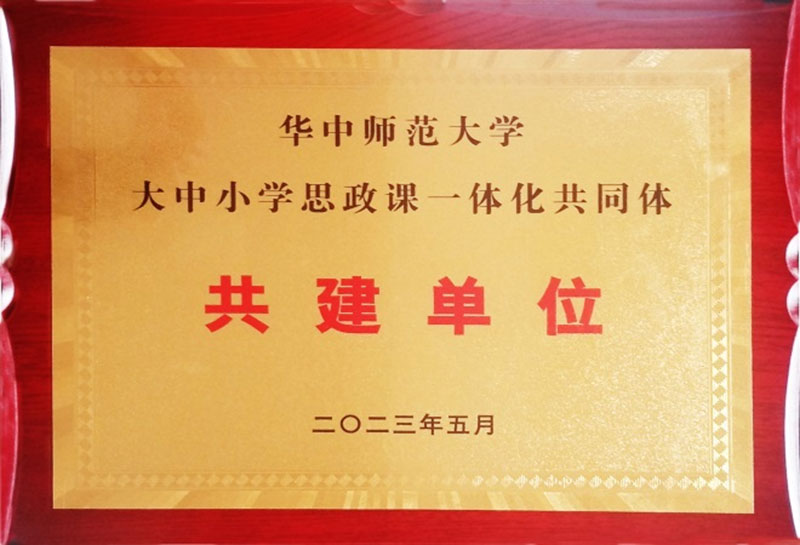 华中师范大学
大中小学思政课一体化共同体
共建单位
二〇二三年五月